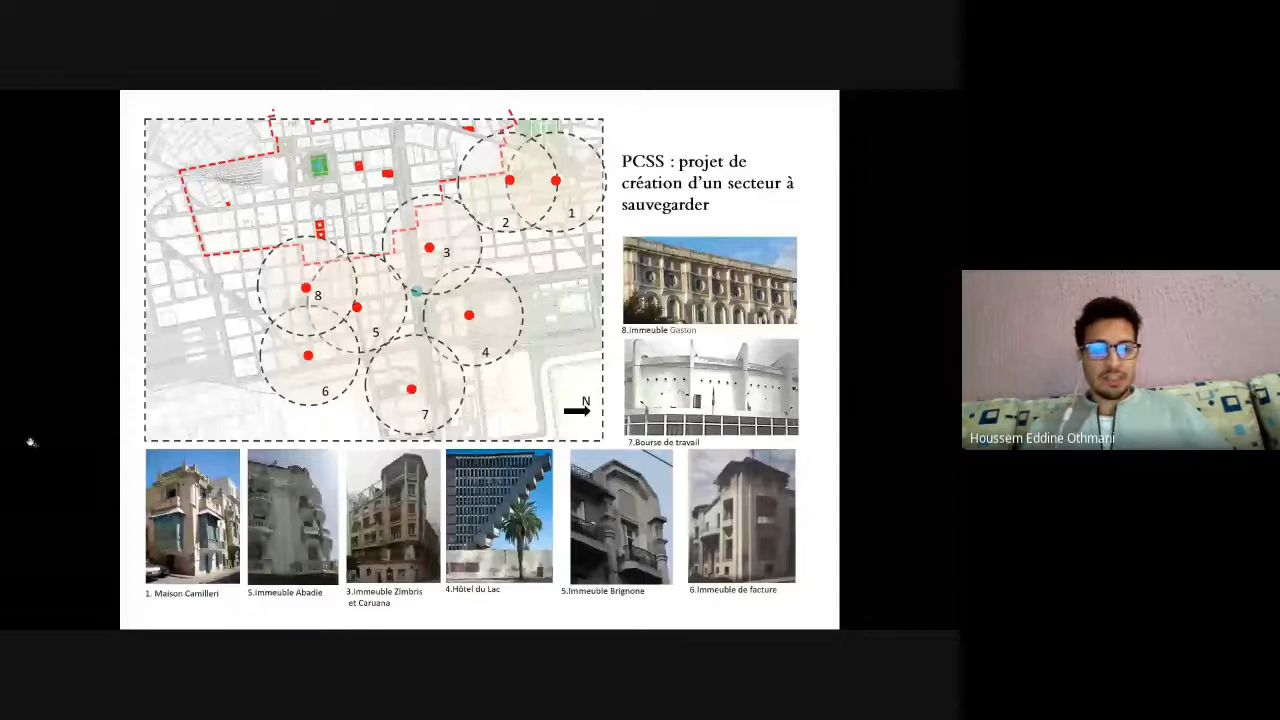 PCSS : projet de
création d'un secteur à
sauvegarder
1
2
3
8
5
4
6
7
N
8.Immeuble Gaston
7.Bourse de travail
1. Maison Camilleri
5.Immeuble Abadie
3.Immeuble Zimbris
et Caruana
4.Hôtel du Lac
5.Immeuble Brignone
6.Immeuble de facture
Houssem Eddine Othmani